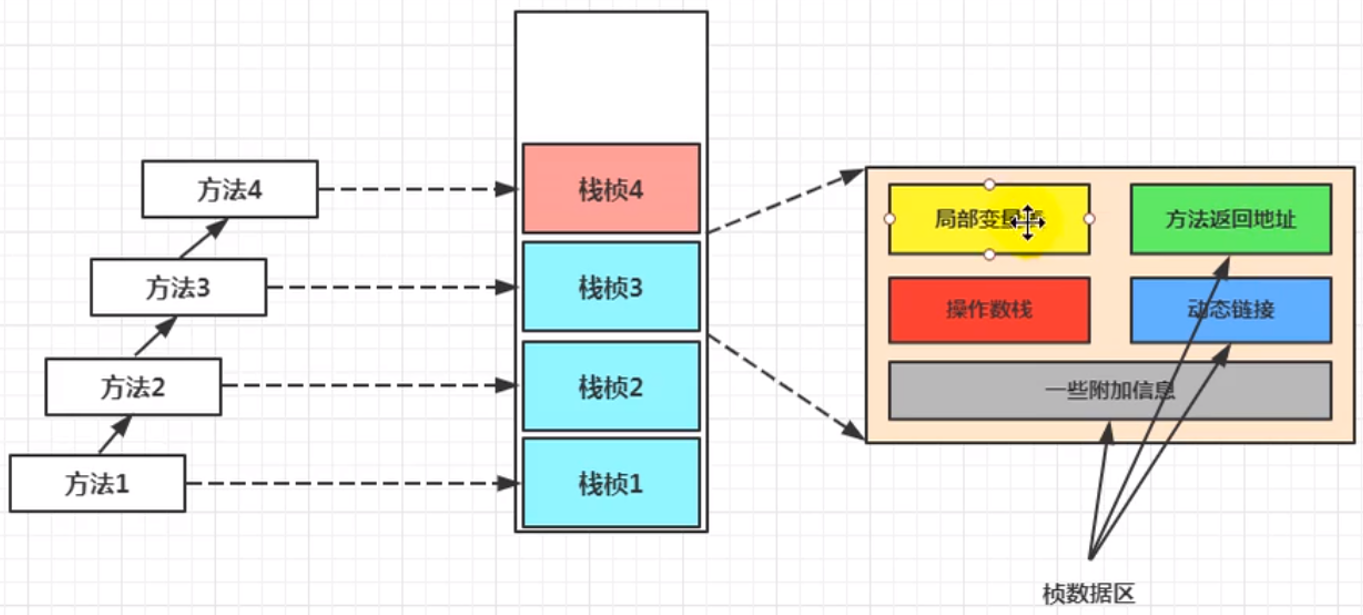 方法4
方法3
方法2
方法1
栈桢4
栈桢3
栈桢2
栈桢1
局部变量
方法返回地址
操作数栈
动态链接
一些附加信息
桢数据区